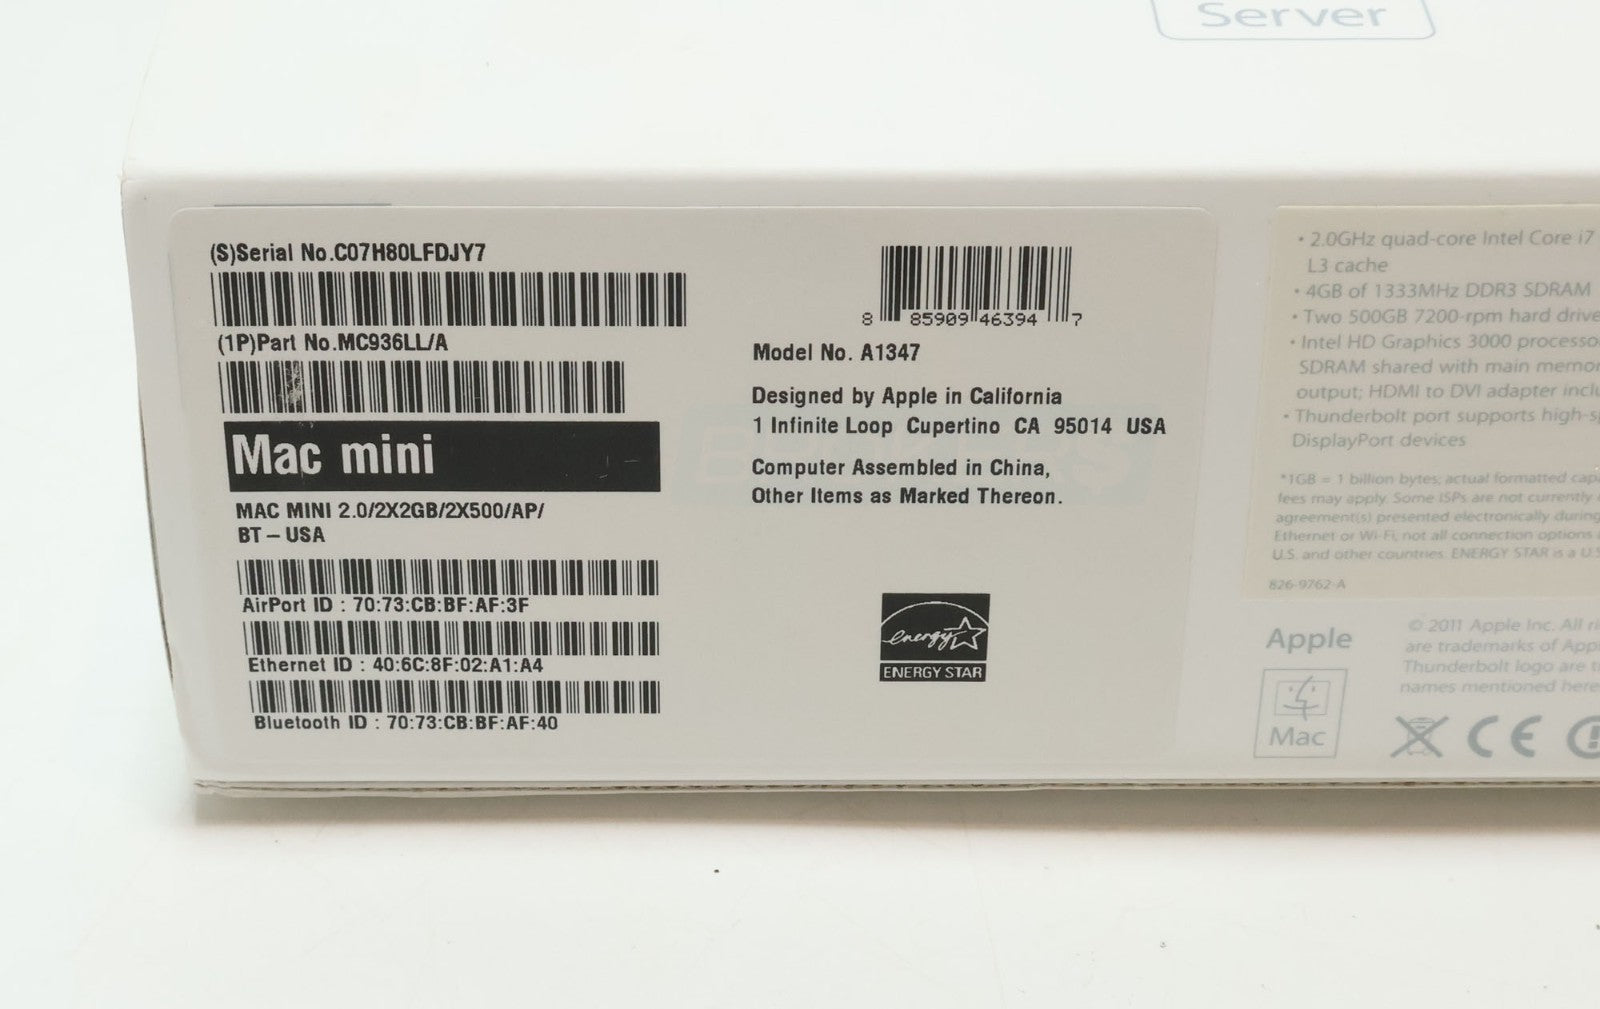 Server
(S)Serial No.C07H80LFDJY7
(1P)Part No.MC936LL/A
Mac mini
MAC MINI 2.0/2X2GB/2X500/AP/
BT – USA
AirPort ID : 70:73:CB:BF:AF:3F
Ethernet ID : 40:6C:8F:02:A1:A4
Bluetooth ID : 70:73:CB:BF:AF:40
8 85909 46394 7
Model No. A1347
Designed by Apple in California
1 Infinite Loop Cupertino CA 95014 USA
Computer Assembled in China,
Other Items as Marked Thereon.
energy
ENERGY STAR
• 2.0GHz quad-core Intel Core i7
L3 cache
• 4GB of 1333MHz DDR3 SDRAM
• Two 500GB 7200-rpm hard drive
• Intel HD Graphics 3000 processo
SDRAM shared with main memor
output; HDMI to DVI adapter inclu
• Thunderbolt port supports high-sp
DisplayPort devices
*1GB = 1 billion bytes; actual formatted capa
fees may apply. Some ISPs are not currently
agreement(s) presented electronically during
Ethernet or Wi-Fi; not all connection options
U.S. and other countries. ENERGY STAR is a U.S
826-9762-A
Apple
Mac
© 2011 Apple Inc. All ri
are trademarks of Appl
Thunderbolt logo are t
names mentioned here
CE